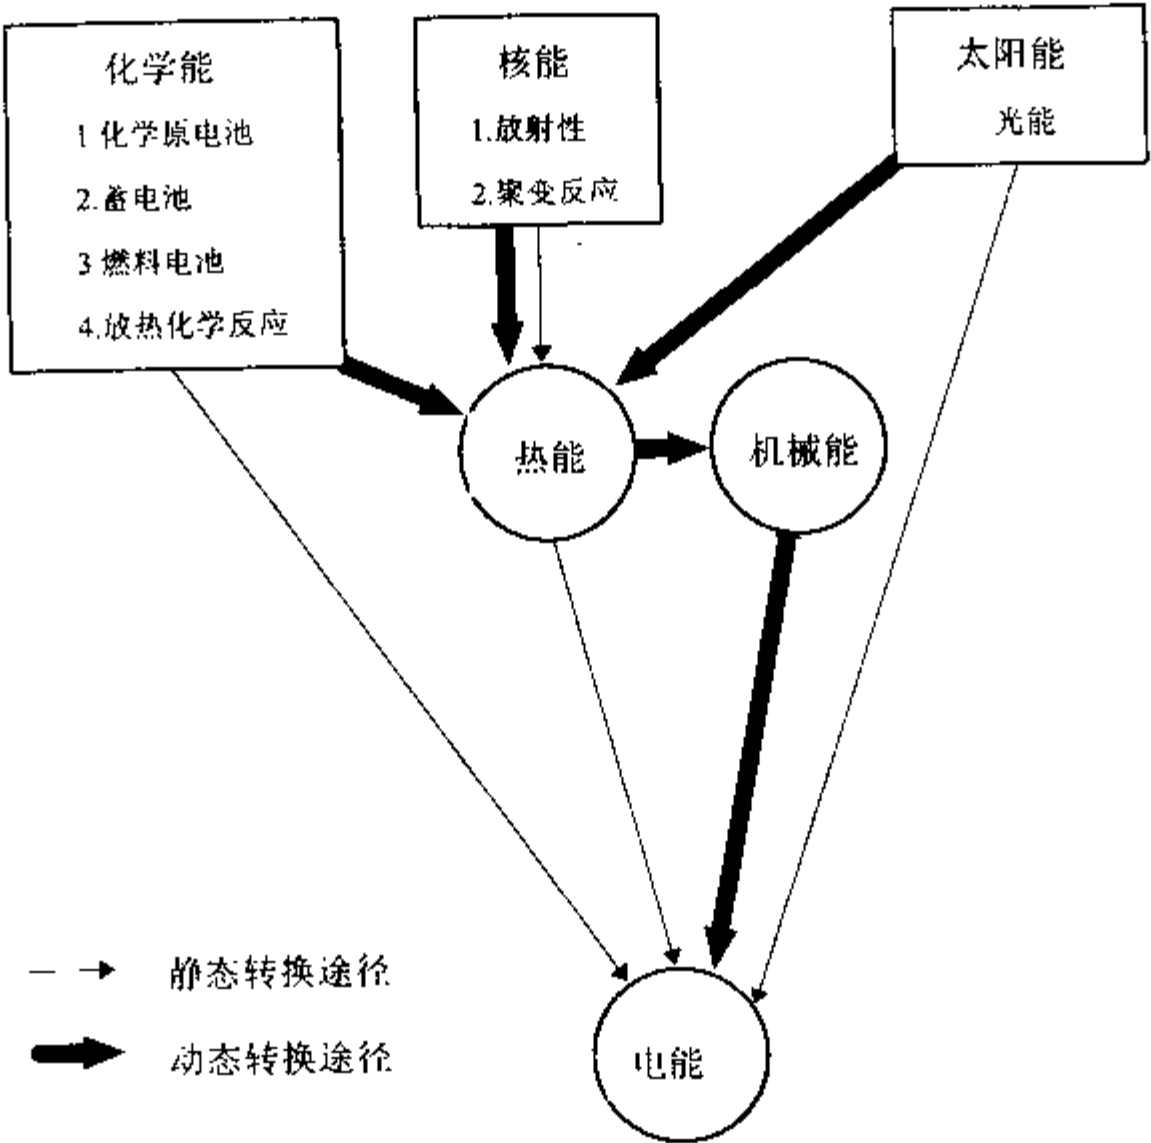 化学能
1 化学原电池
2.蓄电池
3 燃料电池
4.放热化学反应
核能
1.放射性
2.聚变反应
太阳能
光能
热能
机械能
电能
静态转换途径
动态转换途径